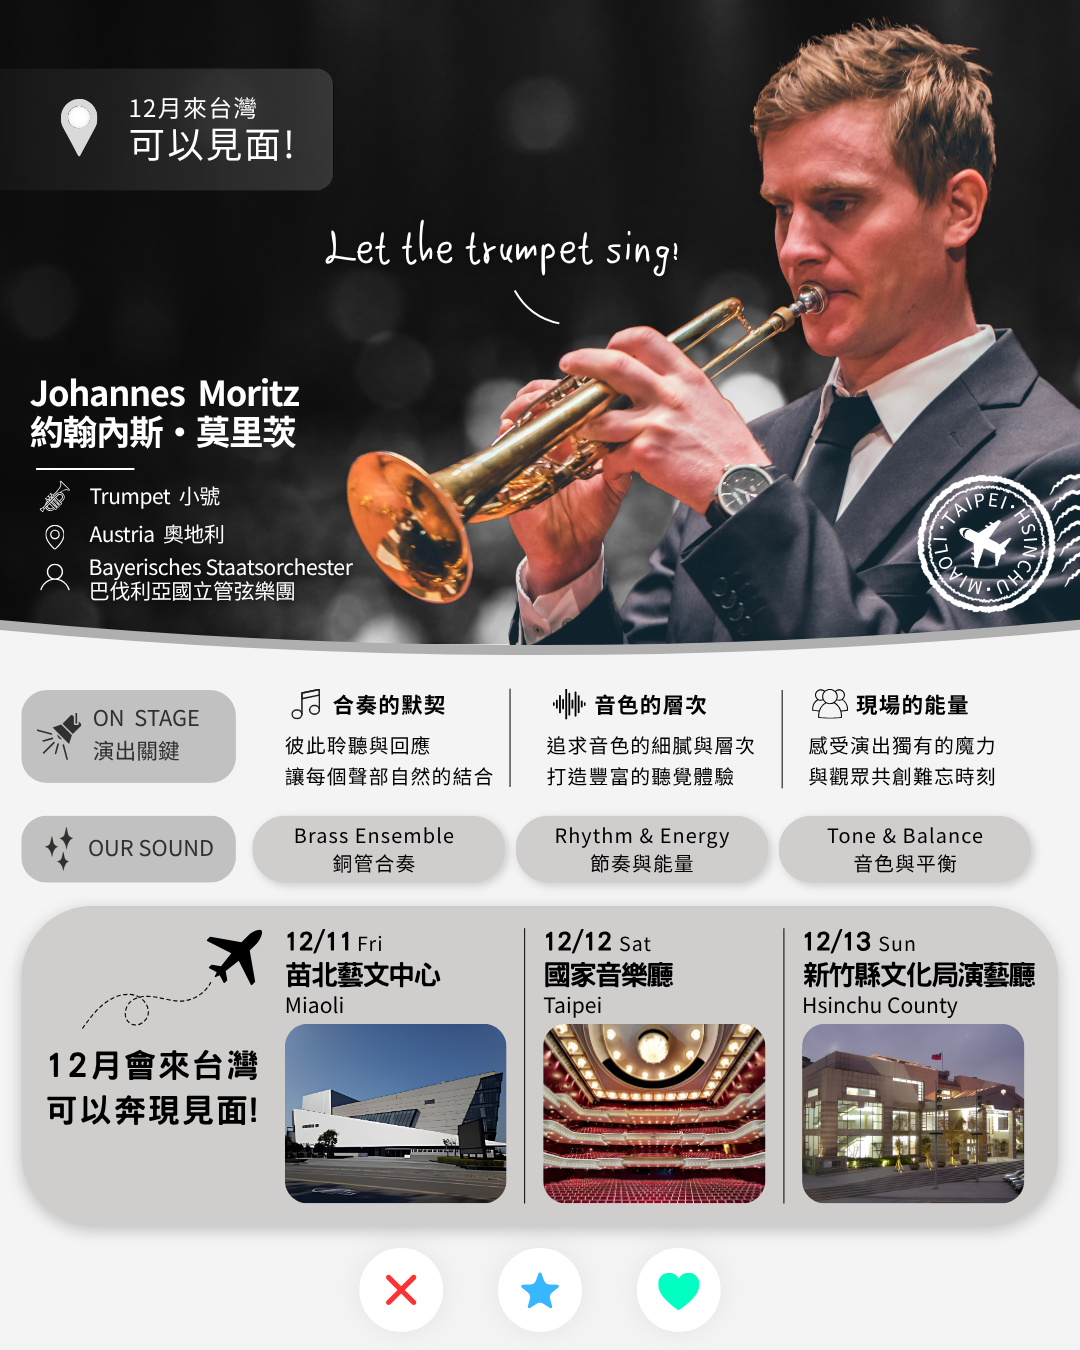 12月來台灣
可以見面!
Let the trumpet sing!
Johannes Moritz
約翰內斯・莫里茨
Trumpet 小號
Austria 奧地利
Bayerisches Staatsorchester
巴伐利亞國立管弦樂團
TAIPEI・HSINCHU・MIAOLI・
ON STAGE
演出關鍵
合奏的默契
彼此聆聽與回應
讓每個聲部自然的結合
音色的層次
追求音色的細膩與層次
打造豐富的聽覺體驗
現場的能量
感受演出獨有的魔力
與觀眾共創難忘時刻
OUR SOUND
Brass Ensemble
銅管合奏
Rhythm & Energy
節奏與能量
Tone & Balance
音色與平衡
12月會來台灣
可以奔現見面!
12/11 Fri
苗北藝文中心
Miaoli
12/12 Sat
國家音樂廳
Taipei
12/13 Sun
新竹縣文化局演藝廳
Hsinchu County